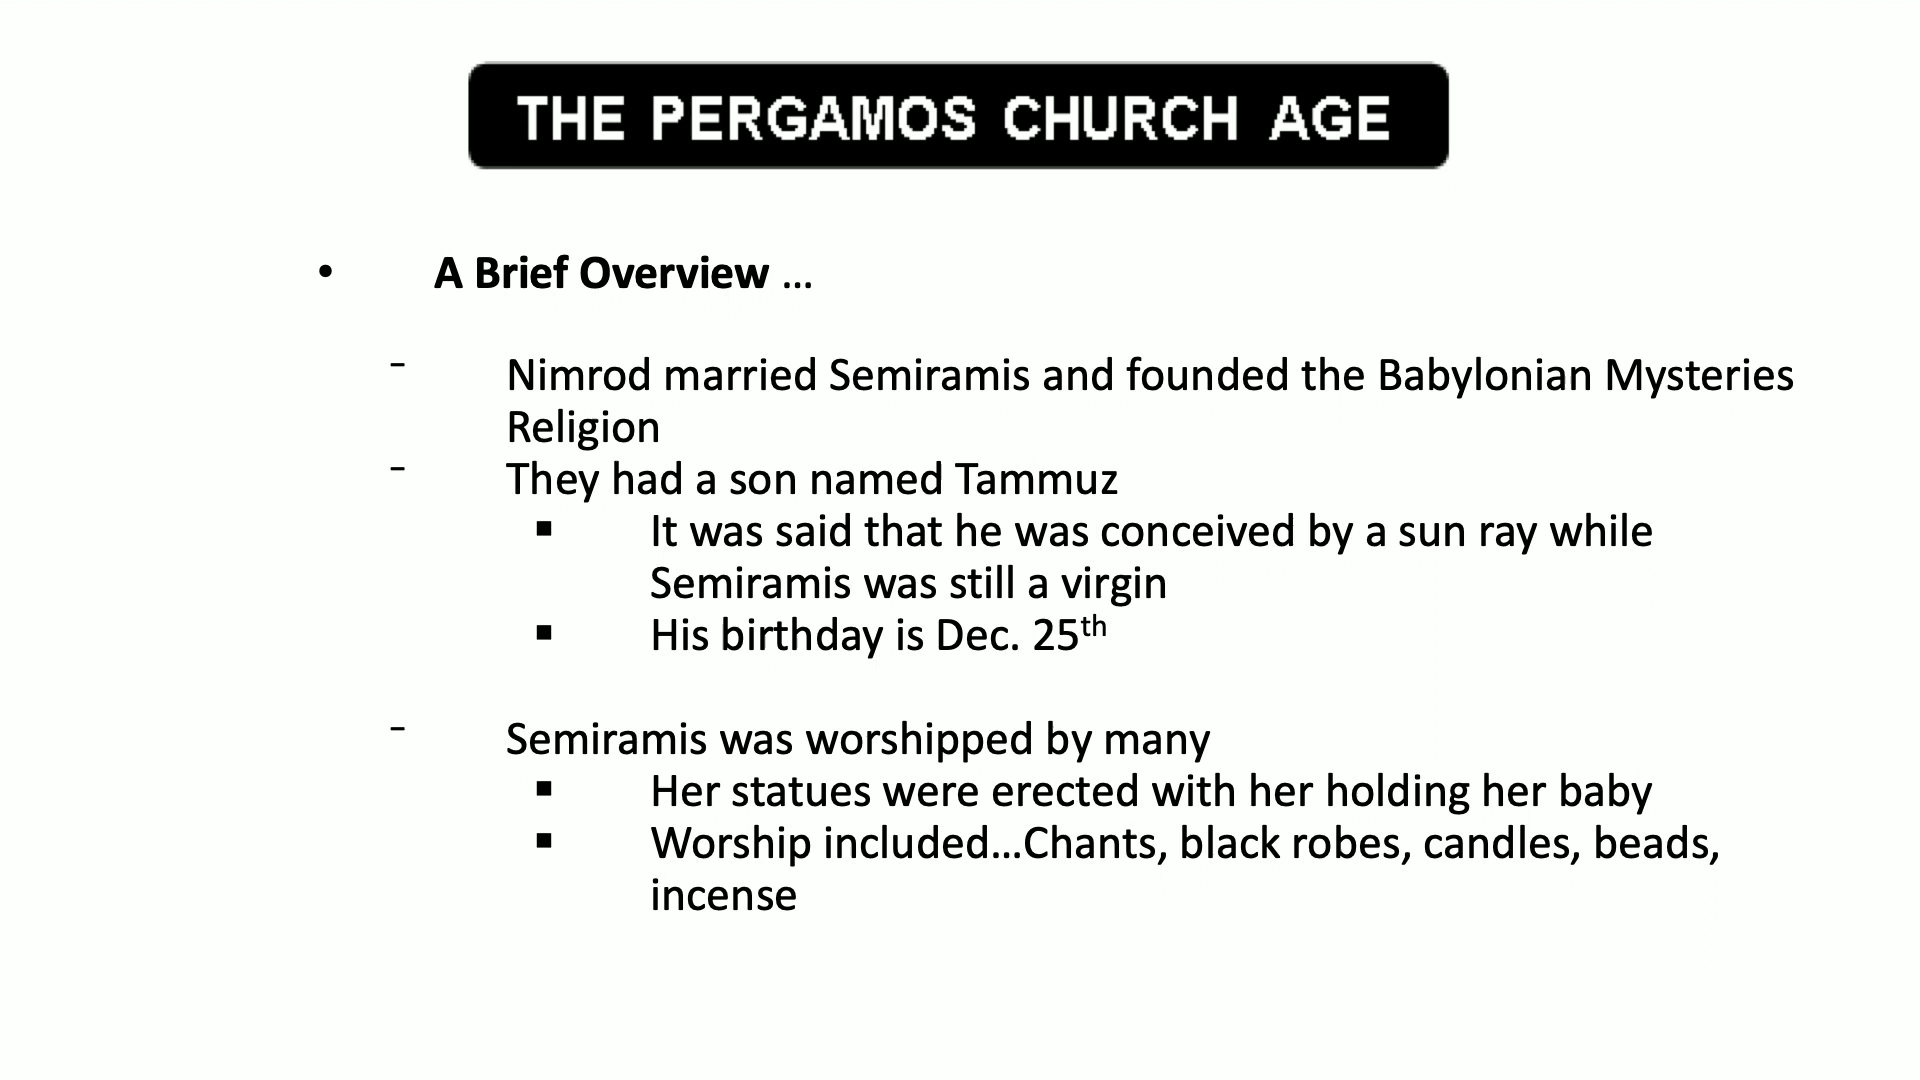 THE PERGAMOS CHURCH AGE
• A Brief Overview ...
– Nimrod married Semiramis and founded the Babylonian Mysteries
Religion
– They had a son named Tammuz
▪ It was said that he was conceived by a sun ray while
Semiramis was still a virgin
▪ His birthday is Dec. 25th
– Semiramis was worshipped by many
▪ Her statues were erected with her holding her baby
▪ Worship included...Chants, black robes, candles, beads,
incense